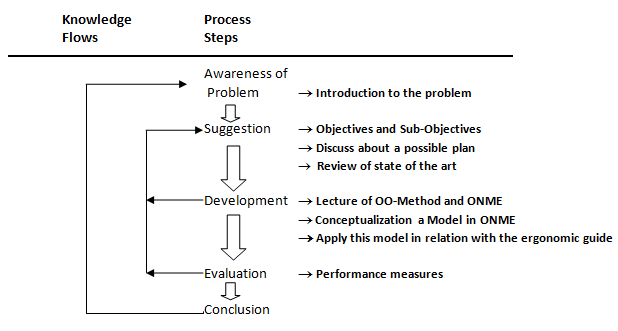 Knowledge Flows
Process Steps
Awareness of Problem
→ Introduction to the problem
Suggestion
→ Objectives and Sub-Objectives
→ Discuss about a possible plan
→ Review of state of the art
Development
→ Lecture of OO-Method and ONME
→ Conceptualization a Model in ONME
→ Apply this model in relation with the ergonomic guide
Evaluation
→ Performance measures
Conclusion